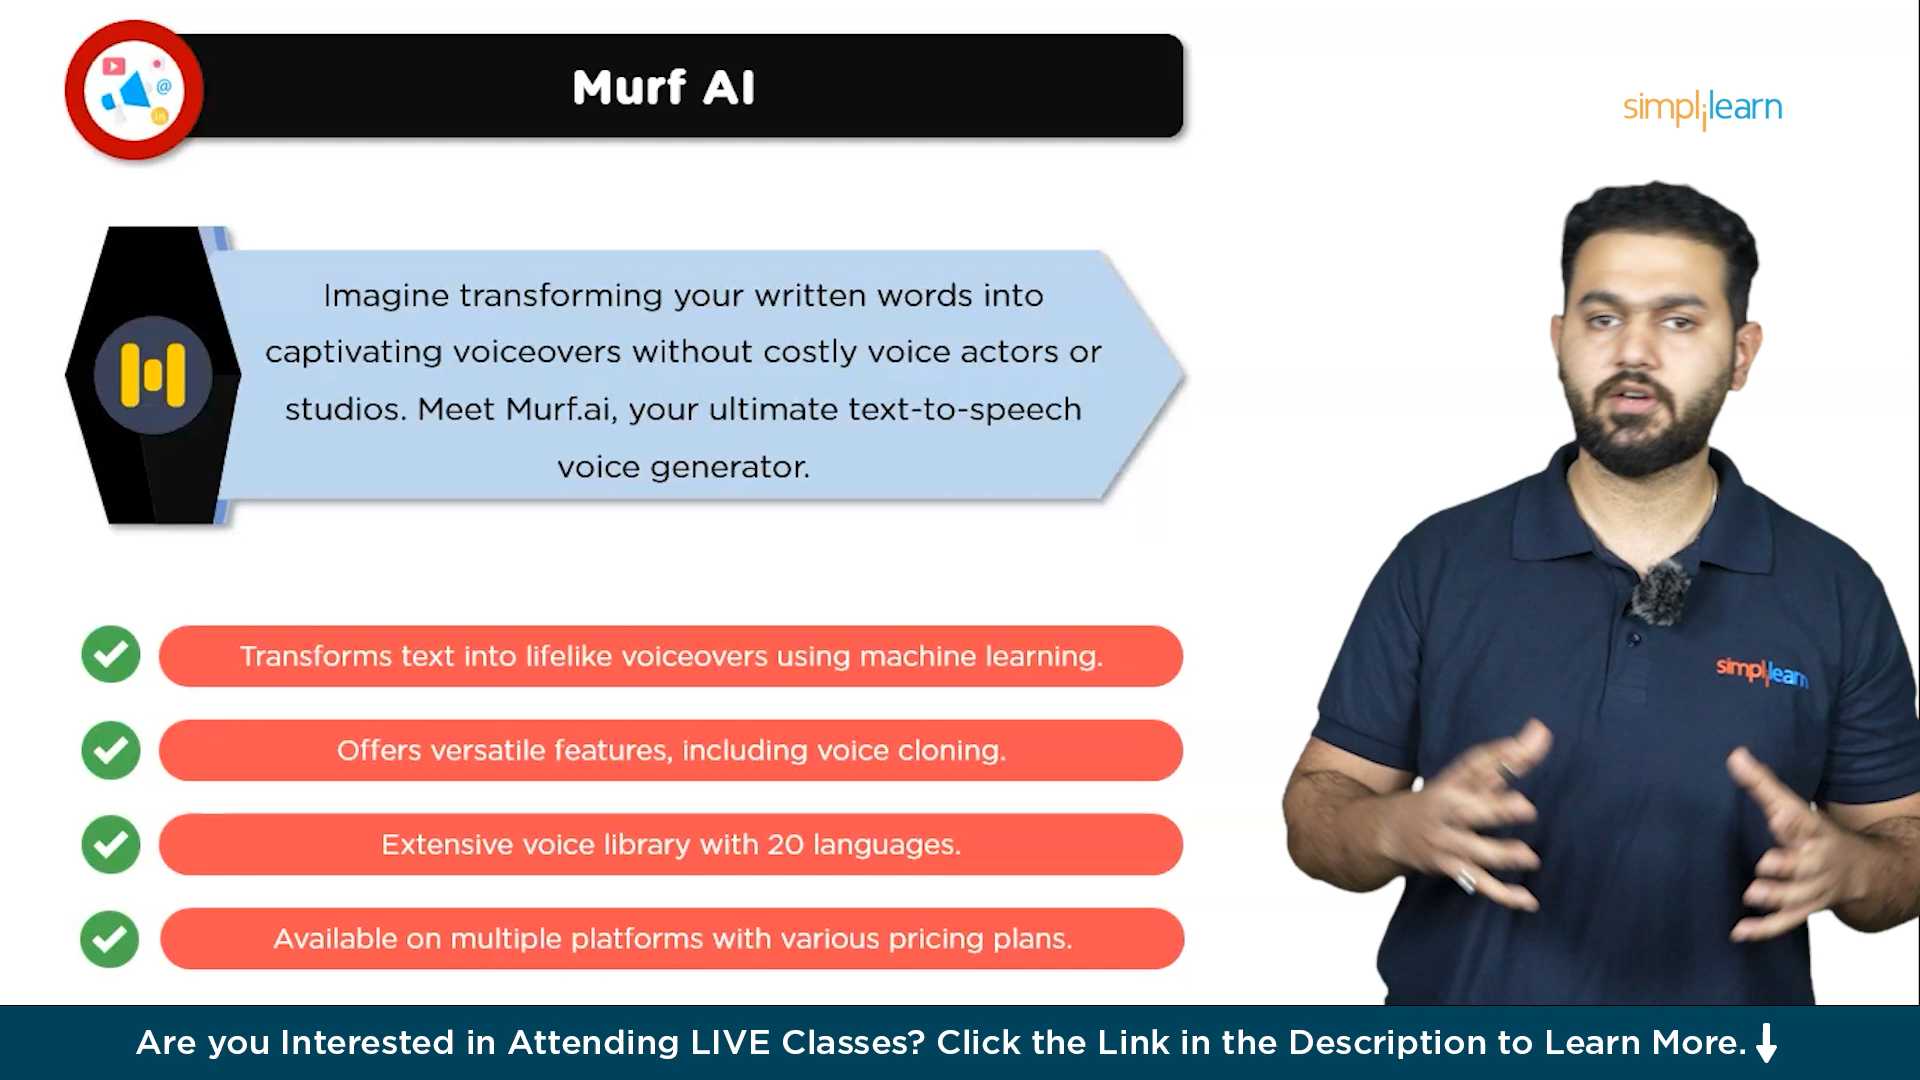 Murf AI
simplilearn
Imagine transforming your written words into
captivating voiceovers without costly voice actors or
studios. Meet Murf.ai, your ultimate text-to-speech
voice generator.
Transforms text into lifelike voiceovers using machine learning.
Offers versatile features, including voice cloning.
Extensive voice library with 20 languages.
Available on multiple platforms with various pricing plans.
simplilearn
Are you Interested in Attending LIVE Classes? Click the Link in the Description to Learn More.